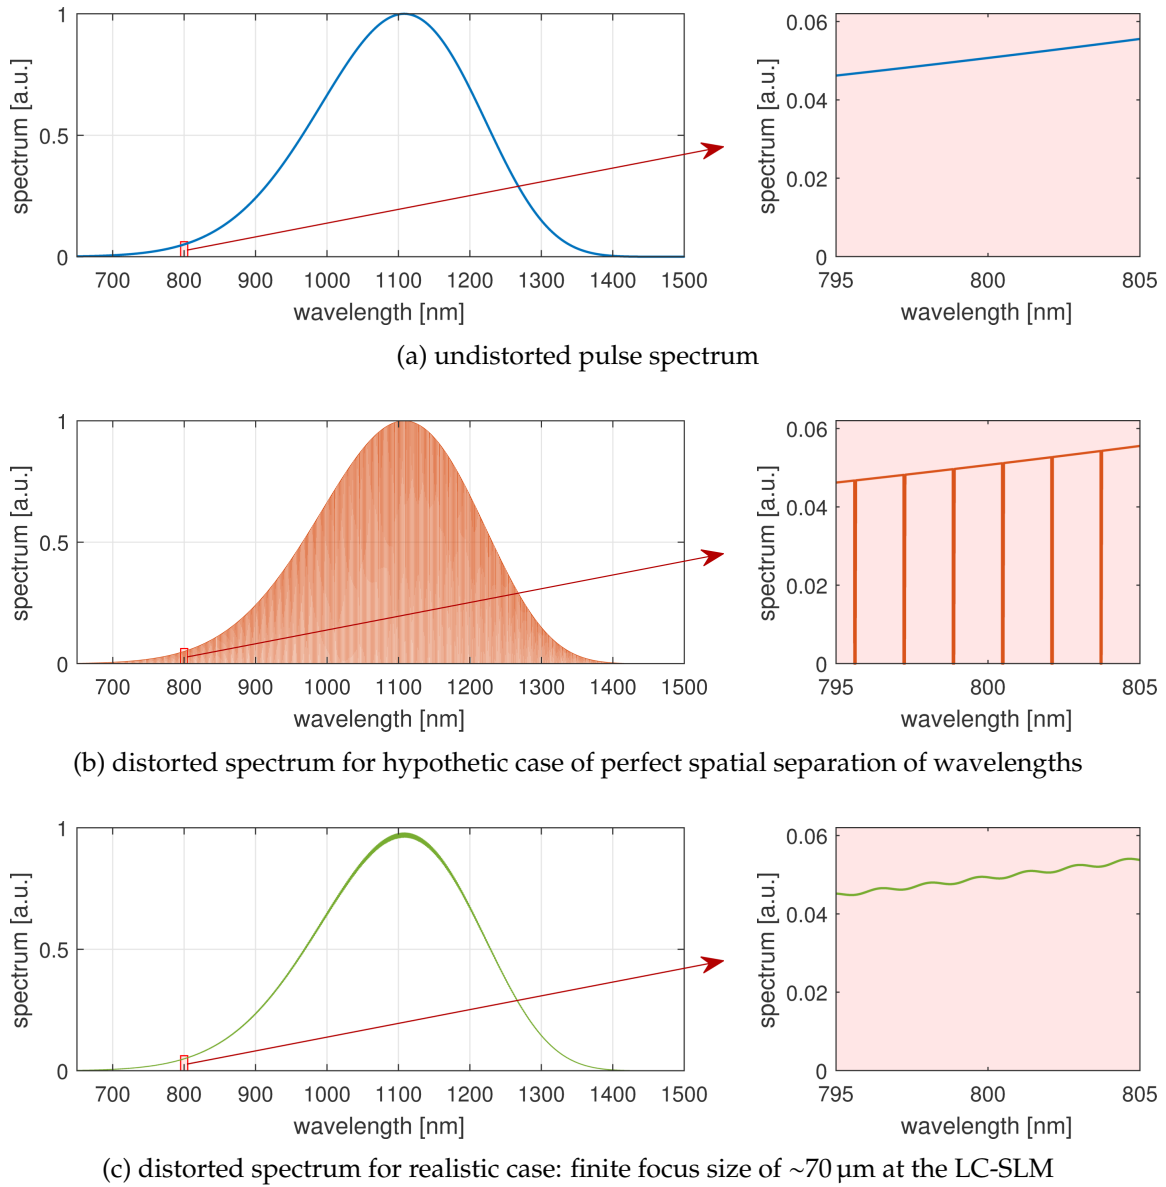 1
0.5
0
spectrum [a.u.]
700 800 900 1000 1100 1200 1300 1400 1500
wavelength [nm]
0.06
0.04
0.02
0
spectrum [a.u.]
795 800 805
wavelength [nm]
(a) undistorted pulse spectrum
1
0.5
0
spectrum [a.u.]
700 800 900 1000 1100 1200 1300 1400 1500
wavelength [nm]
0.06
0.04
0.02
0
spectrum [a.u.]
795 800 805
wavelength [nm]
(b) distorted spectrum for hypothetic case of perfect spatial separation of wavelengths
1
0.5
0
spectrum [a.u.]
700 800 900 1000 1100 1200 1300 1400 1500
wavelength [nm]
0.06
0.04
0.02
0
spectrum [a.u.]
795 800 805
wavelength [nm]
(c) distorted spectrum for realistic case: finite focus size of ~70 µm at the LC-SLM